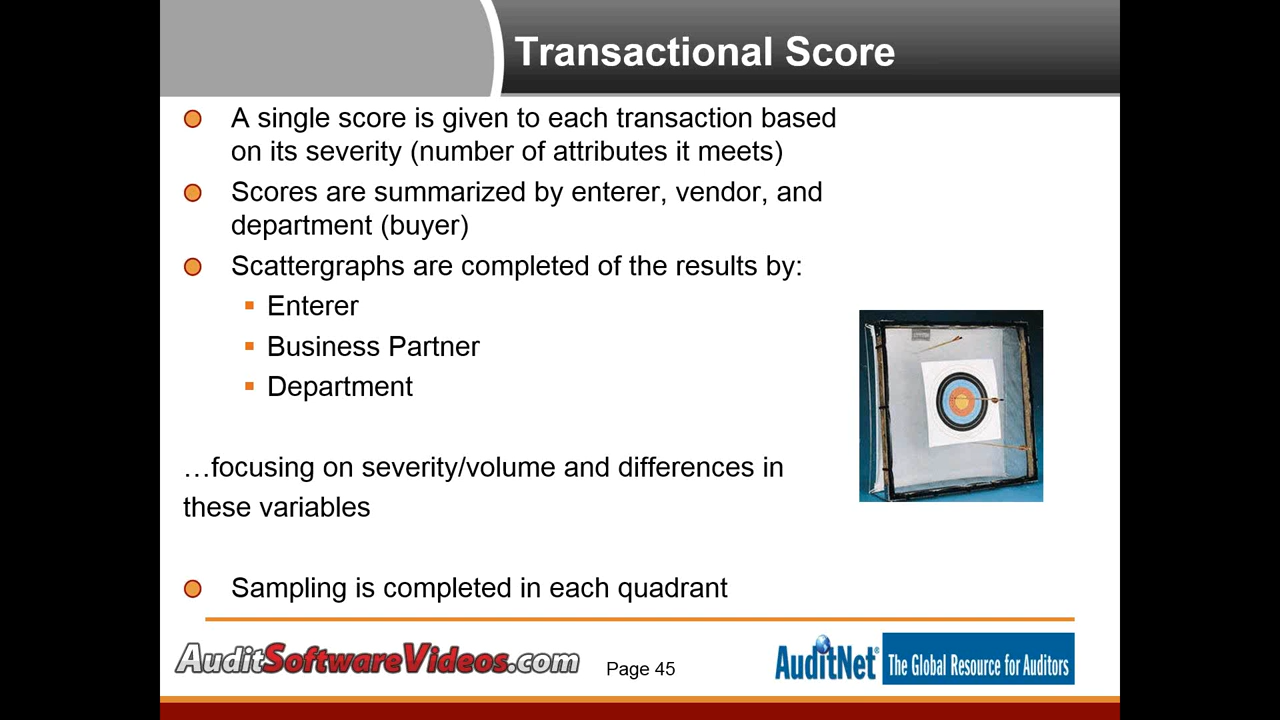 Transactional Score
A single score is given to each transaction based
on its severity (number of attributes it meets)
Scores are summarized by enterer, vendor, and
department (buyer)
Scattergraphs are completed of the results by:
Enterer
Business Partner
Department
…focusing on severity/volume and differences in
these variables
Sampling is completed in each quadrant
AuditSoftwareVideos.com
Page 45
AuditNet® The Global Resource for Auditors